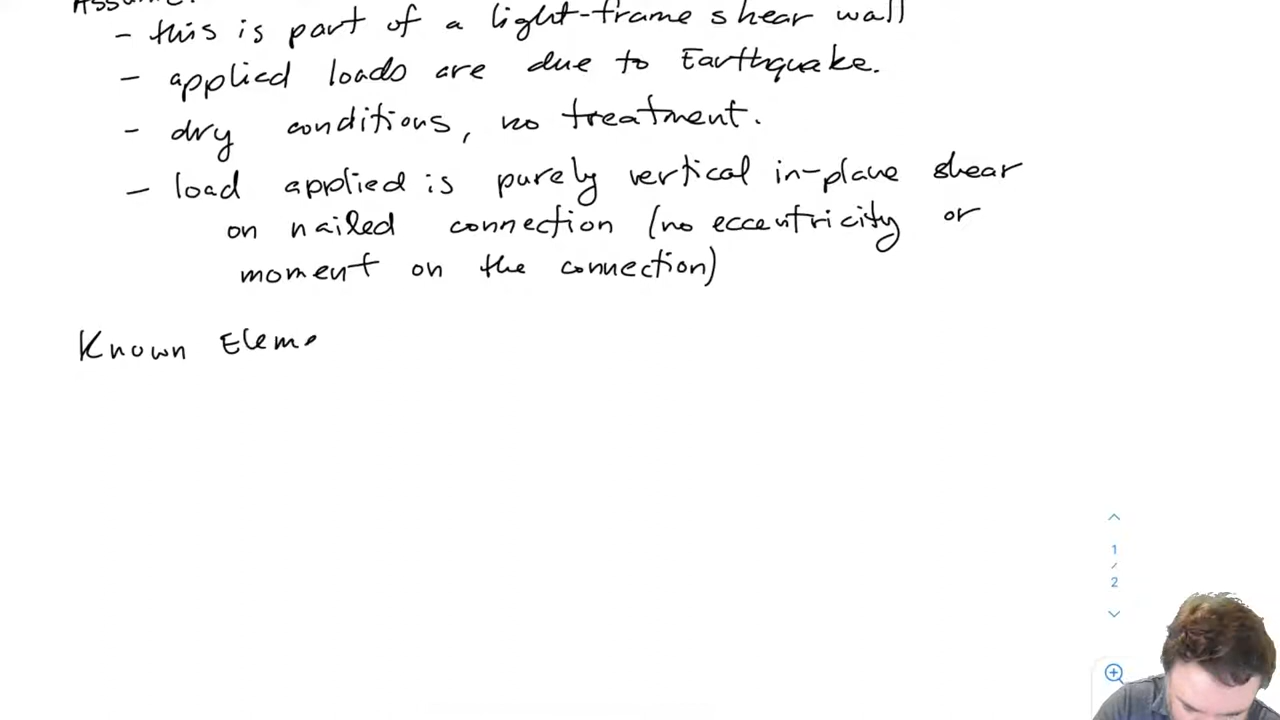 Assume:
- this is part of a light-frame shear wall
- applied loads are due to Earthquake.
- dry conditions, no treatment.
- load applied is purely vertical in-plane shear
on nailed connection (no eccentricity or
moment on the connection)
Known Eleme
1
/
2